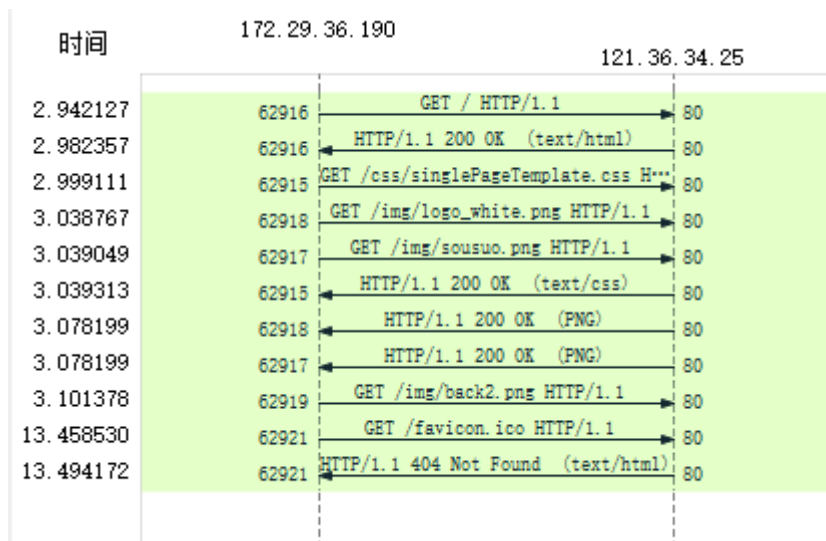 时间 172.29.36.190 121.36.34.25
2.942127 62916 GET / HTTP/1.1 80
2.982357 62916 HTTP/1.1 200 OK (text/html) 80
2.999111 62915 GET /css/singlePageTemplate.css H… 80
3.038767 62918 GET /img/logo_white.png HTTP/1.1 80
3.039049 62917 GET /img/sousuo.png HTTP/1.1 80
3.039313 62915 HTTP/1.1 200 OK (text/css) 80
3.078199 62918 HTTP/1.1 200 OK (PNG) 80
3.078199 62917 HTTP/1.1 200 OK (PNG) 80
3.101378 62919 GET /img/back2.png HTTP/1.1 80
13.458530 62921 GET /favicon.ico HTTP/1.1 80
13.494172 62921 HTTP/1.1 404 Not Found (text/html) 80